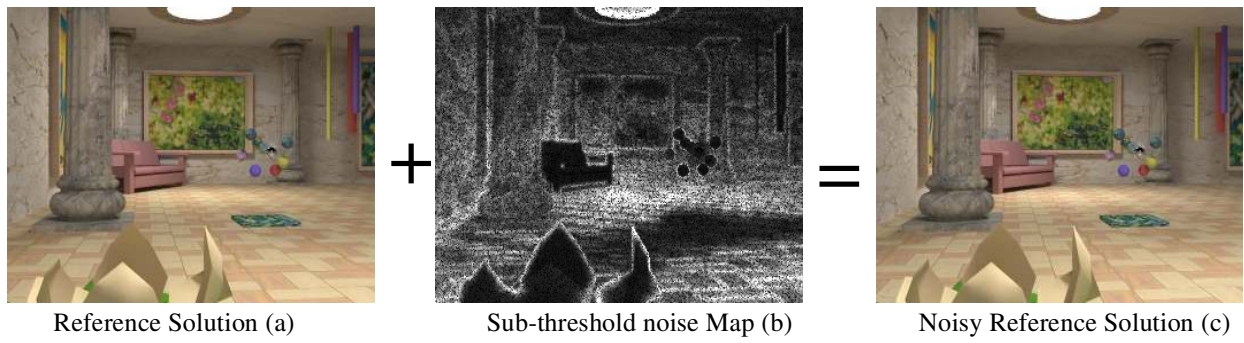 +
=
Reference Solution (a)
Sub-threshold noise Map (b)
Noisy Reference Solution (c)